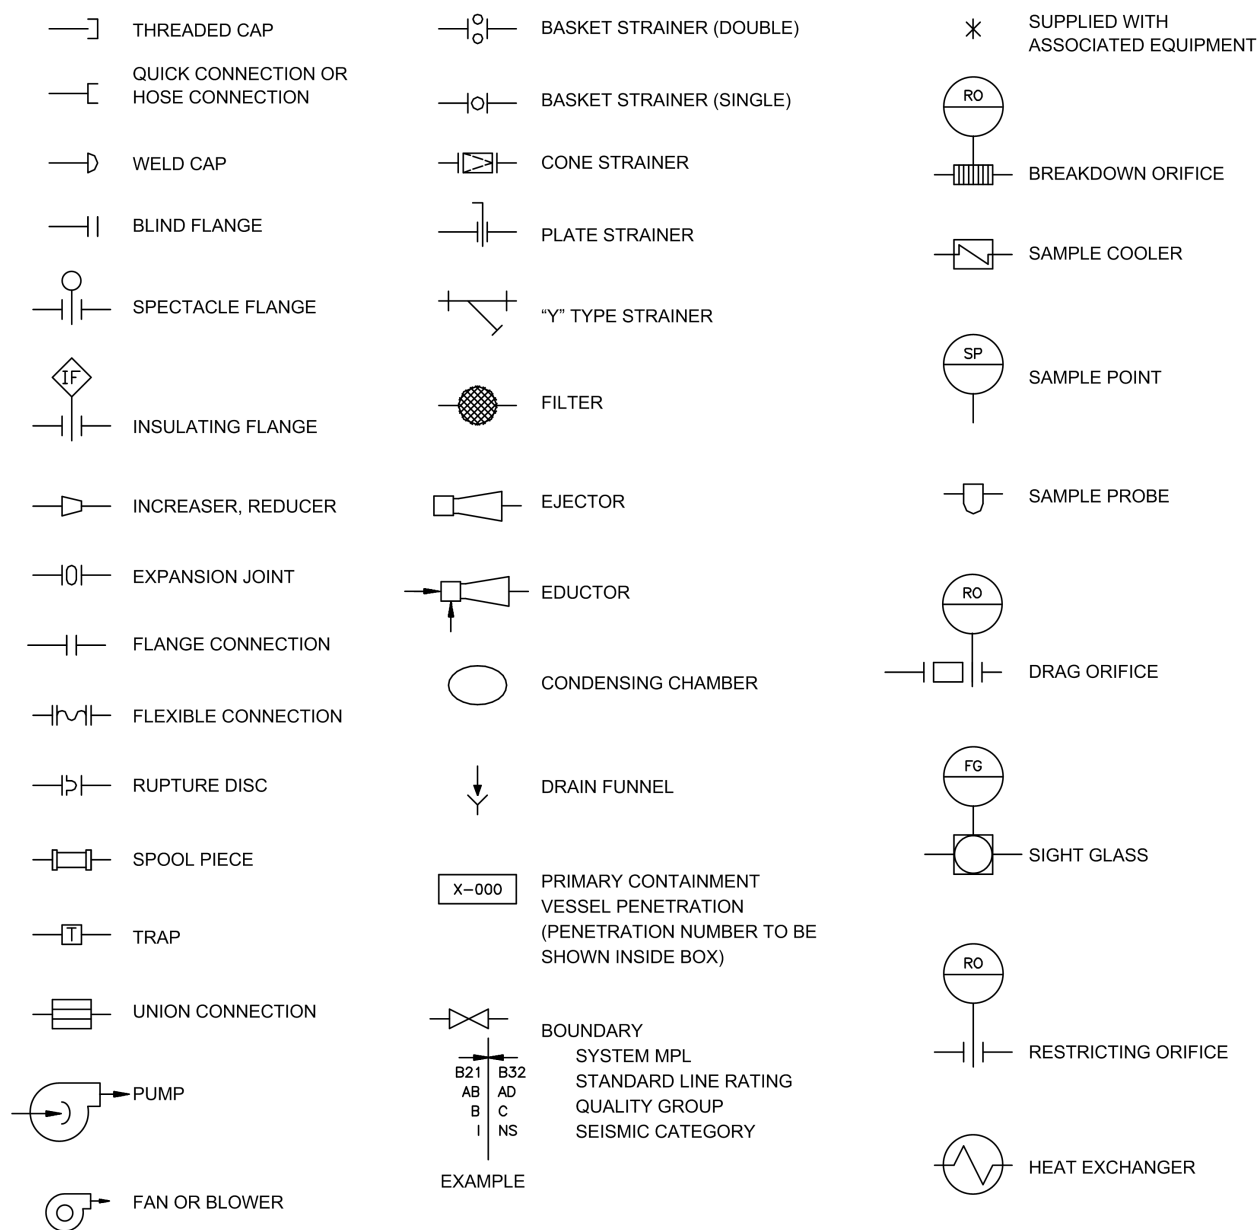 THREADED CAP
QUICK CONNECTION OR
HOSE CONNECTION
WELD CAP
BLIND FLANGE
SPECTACLE FLANGE
IF
INSULATING FLANGE
INCREASER, REDUCER
EXPANSION JOINT
FLANGE CONNECTION
FLEXIBLE CONNECTION
RUPTURE DISC
SPOOL PIECE
T
TRAP
UNION CONNECTION
PUMP
FAN OR BLOWER
BASKET STRAINER (DOUBLE)
BASKET STRAINER (SINGLE)
CONE STRAINER
PLATE STRAINER
“Y” TYPE STRAINER
FILTER
EJECTOR
EDUCTOR
CONDENSING CHAMBER
DRAIN FUNNEL
X-000
PRIMARY CONTAINMENT
VESSEL PENETRATION
(PENETRATION NUMBER TO BE
SHOWN INSIDE BOX)
BOUNDARY
SYSTEM MPL
B21 B32
STANDARD LINE RATING
AB AD
QUALITY GROUP
B C
SEISMIC CATEGORY
I NS
EXAMPLE
SUPPLIED WITH
ASSOCIATED EQUIPMENT
RO
BREAKDOWN ORIFICE
SAMPLE COOLER
SP
SAMPLE POINT
SAMPLE PROBE
RO
DRAG ORIFICE
FG
SIGHT GLASS
RO
RESTRICTING ORIFICE
HEAT EXCHANGER